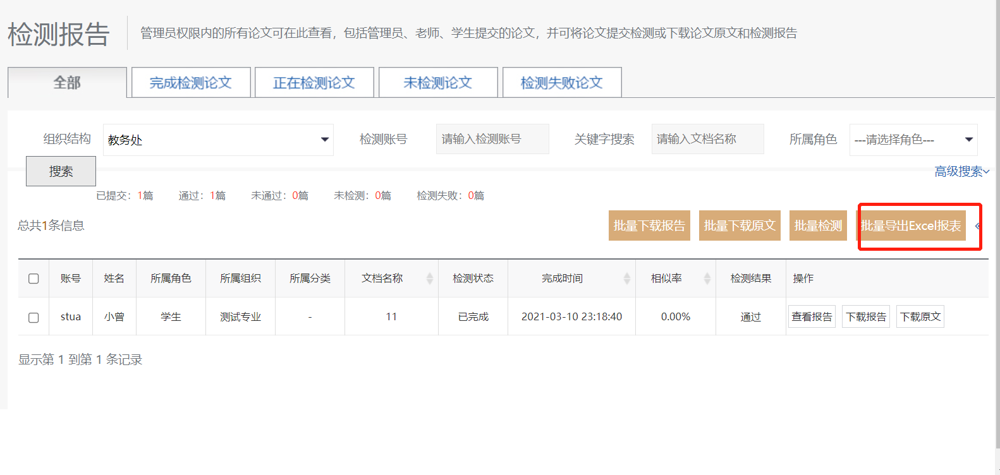 检测报告
管理员权限内的所有论文可在此查看，包括管理员、老师、学生提交的论文，并可将论文提交检测或下载论文原文和检测报告
全部 完成检测论文 正在检测论文 未检测论文 检测失败论文
组织结构 教务处 检测账号 请输入检测账号 关键字搜索 请输入文档名称 所属角色 ---请选择角色---
搜索 高级搜索
已提交：1篇 通过：1篇 未通过：0篇 未检测：0篇 检测失败：0篇
总共1条信息 批量下载报告 批量下载原文 批量检测 批量导出Excel报表
账号 姓名 所属角色 所属组织 所属分类 文档名称 检测状态 完成时间 相似率 检测结果 操作
stua 小曾 学生 测试专业 - 11 已完成 2021-03-10 23:18:40 0.00% 通过 查看报告 下载报告 下载原文
显示第 1 到第 1 条记录